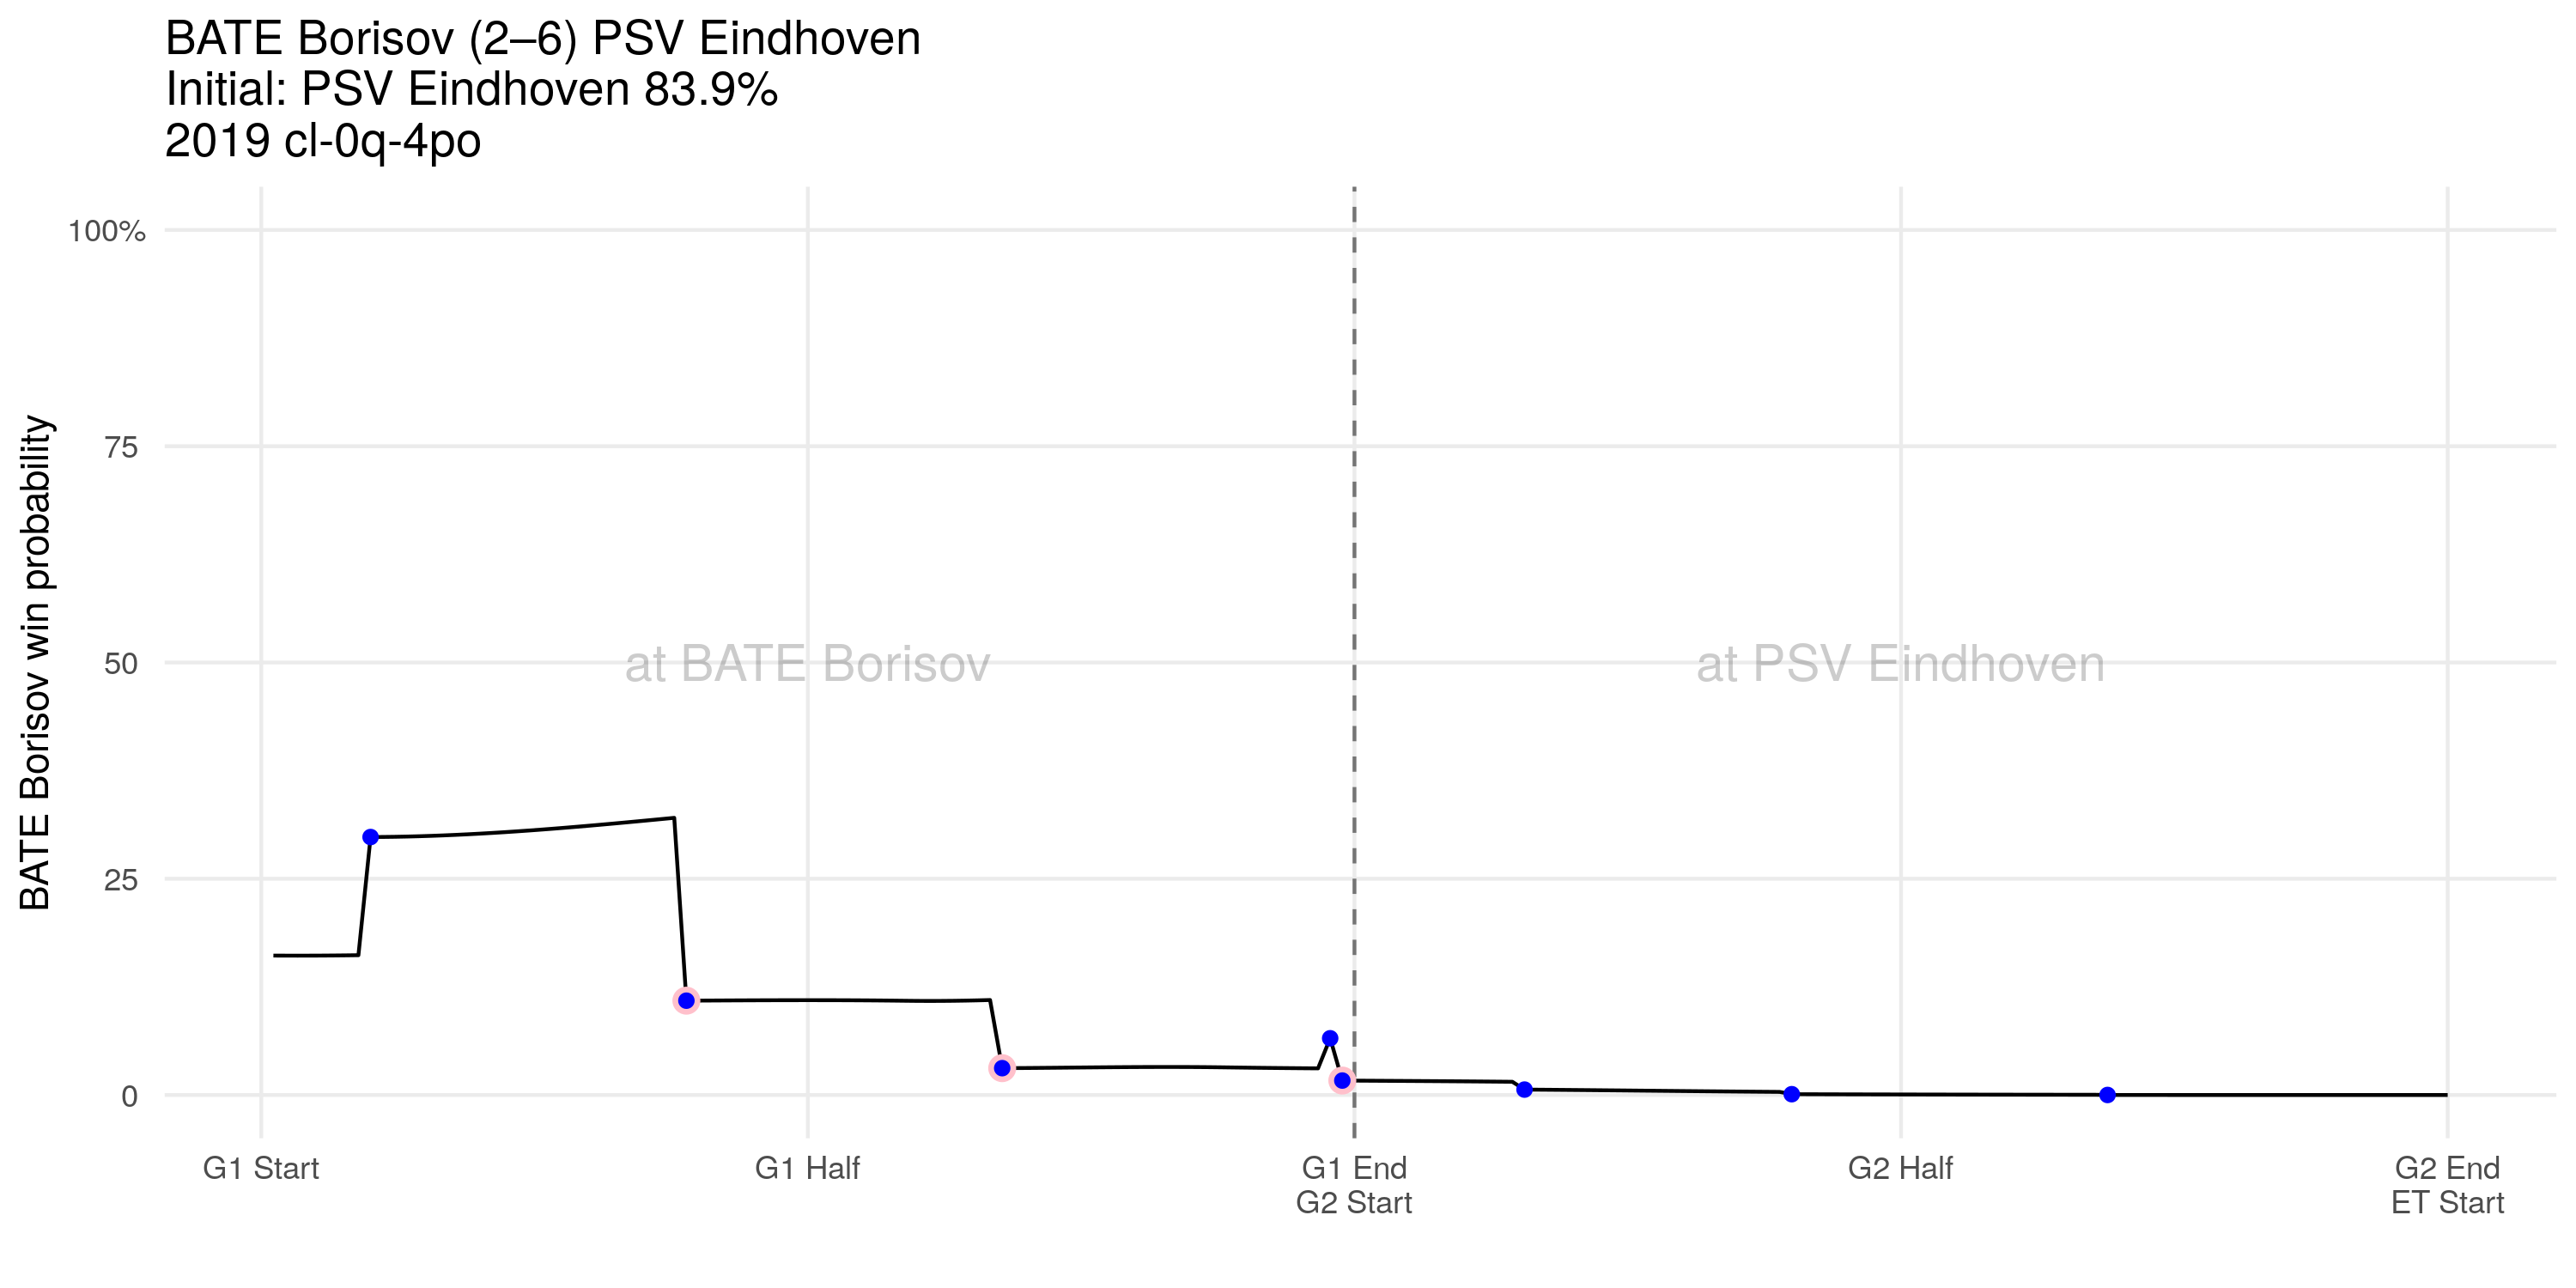 BATE Borisov (2–6) PSV Eindhoven
Initial: PSV Eindhoven 83.9%
2019 cl-0q-4po
BATE Borisov win probability
100%
75
50
25
0
at BATE Borisov
at PSV Eindhoven
G1 Start
G1 Half
G1 End
G2 Start
G2 Half
G2 End
ET Start